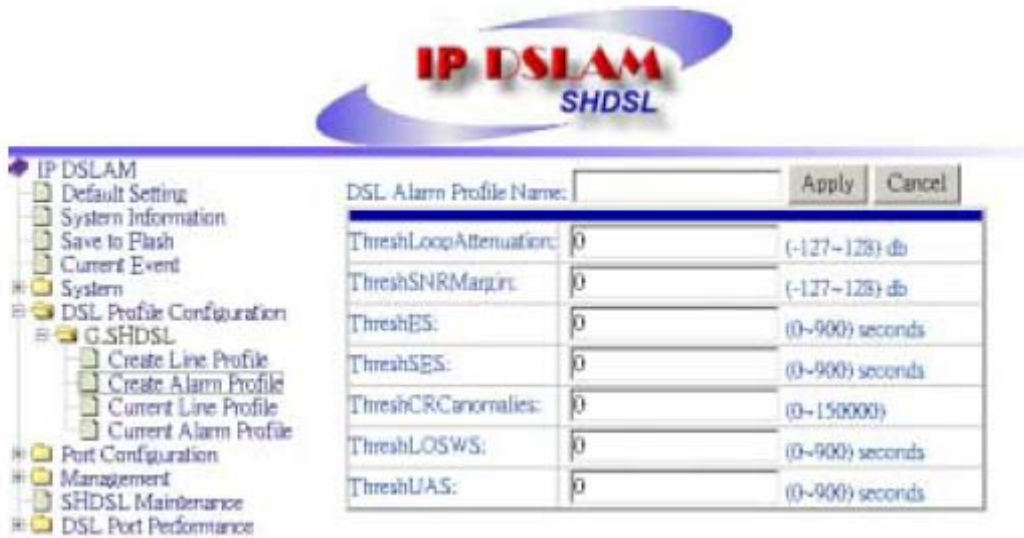 IP DSLAM
SHDSL
IP DSLAM
Default Setting
System Information
Save to Flash
Current Event
System
DSL Profile Configuration
G.SHDSL
Create Line Profile
Create Alarm Profile
Current Line Profile
Current Alarm Profile
Port Configuration
Management
SHDSL Maintenance
DSL Port Performance
DSL Alarm Profile Name: Apply Cancel
ThreshLoopAttenuation: 0 (-127~128) db
ThreshSNRMargin: 0 (-127~128) db
ThreshES: 0 (0~900) seconds
ThreshSES: 0 (0~900) seconds
ThreshCRCanomalies: 0 (0~150000)
ThreshLOSWS: 0 (0~900) seconds
ThreshUAS: 0 (0~900) seconds